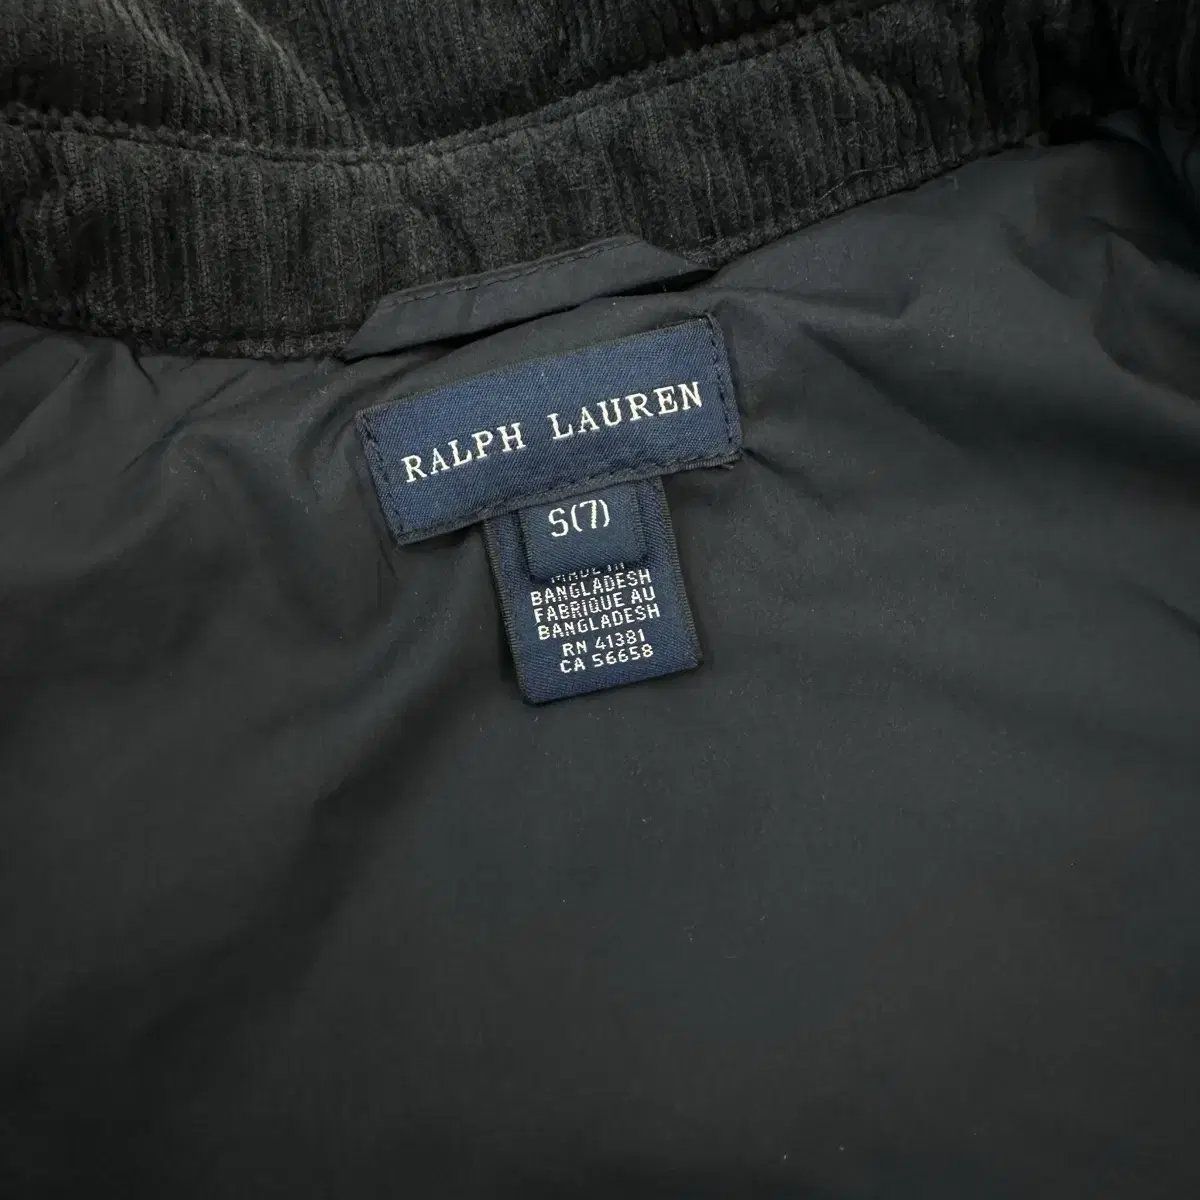 RALPH LAUREN
S(7)
MADE IN
BANGLADESH
FABRIQUE AU
BANGLADESH
RN 41381
CA 56658